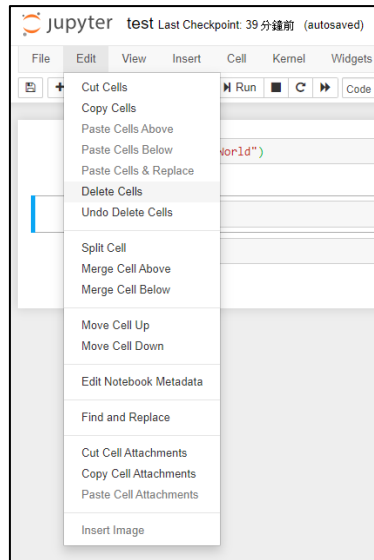 jupyter test Last Checkpoint: 39 分鐘前 (autosaved)
File Edit View Insert Cell Kernel Widgets
Run Code
World")
Cut Cells
Copy Cells
Paste Cells Above
Paste Cells Below
Paste Cells & Replace
Delete Cells
Undo Delete Cells
Split Cell
Merge Cell Above
Merge Cell Below
Move Cell Up
Move Cell Down
Edit Notebook Metadata
Find and Replace
Cut Cell Attachments
Copy Cell Attachments
Paste Cell Attachments
Insert Image